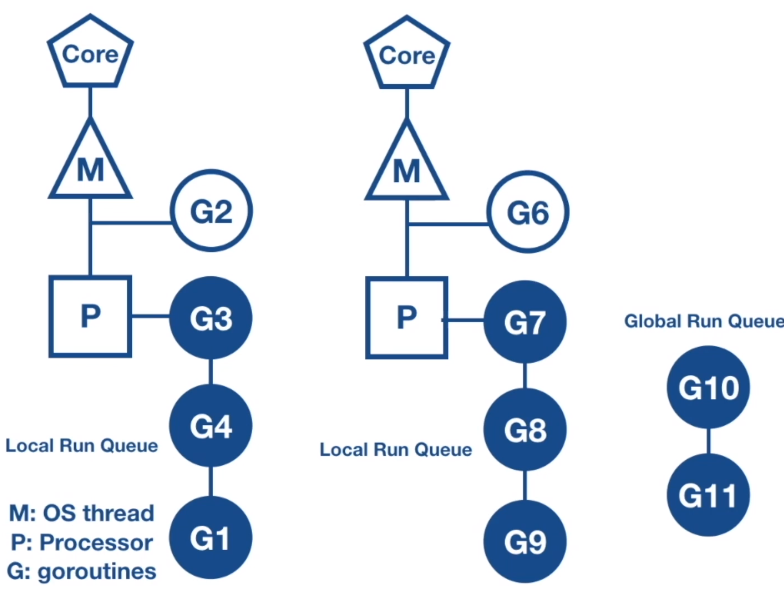 Core
M
G2
P
G3
G4
Local Run Queue
G1
M: OS thread
P: Processor
G: goroutines
Core
M
G6
P
G7
G8
Local Run Queue
G9
Global Run Queue
G10
G11